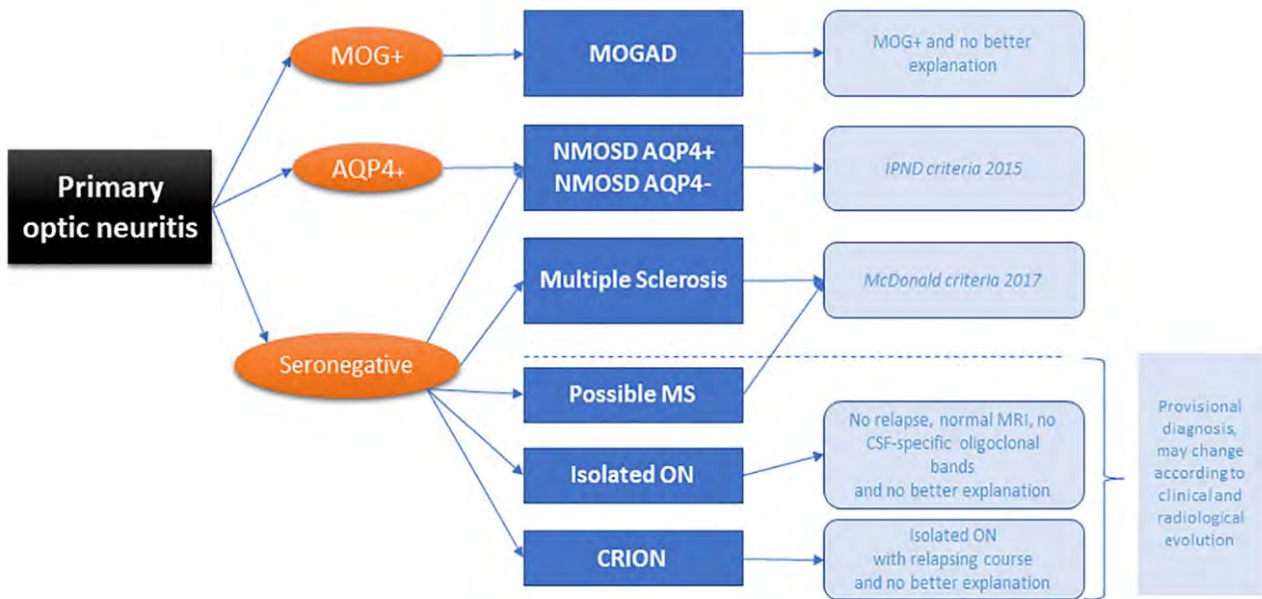 MOG+
MOGAD
MOG+ and no better
explanation
Primary
optic neuritis
AQP4+
NMOSD AQP4+
NMOSD AQP4-
IPND criteria 2015
Multiple Sclerosis
McDonald criteria 2017
Seronegative
Possible MS
Isolated ON
No relapse, normal MRI, no
CSF-specific oligoclonal
bands
and no better explanation
CRION
Isolated ON
with relapsing course
and no better explanation
Provisional
diagnosis,
may change
according to
clinical and
radiological
evolution